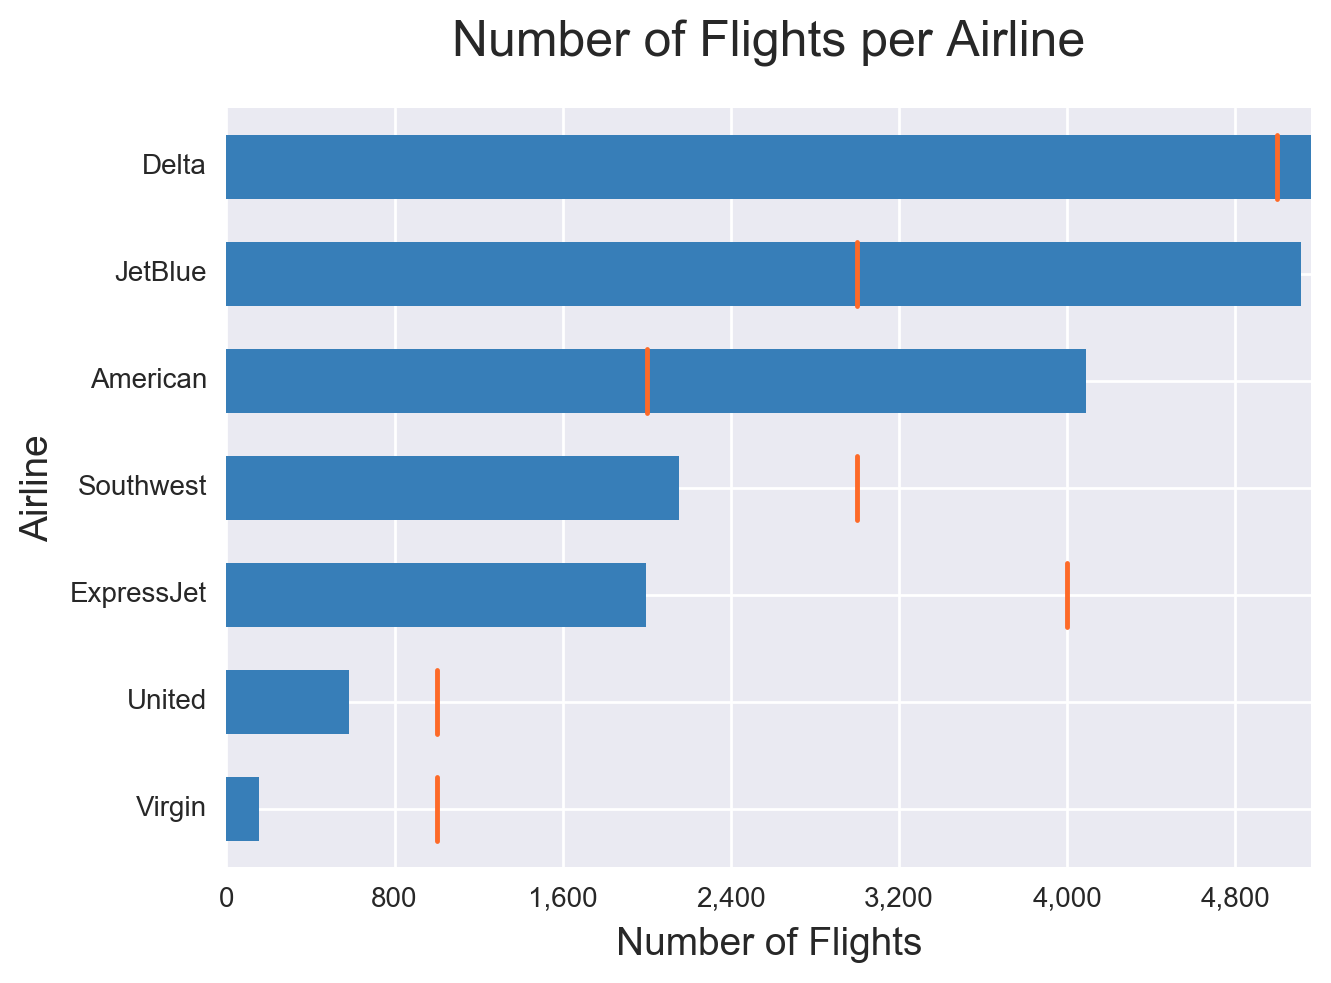 Number of Flights per Airline
Delta
JetBlue
American
Southwest
ExpressJet
United
Virgin
Airline
0 800 1,600 2,400 3,200 4,000 4,800
Number of Flights